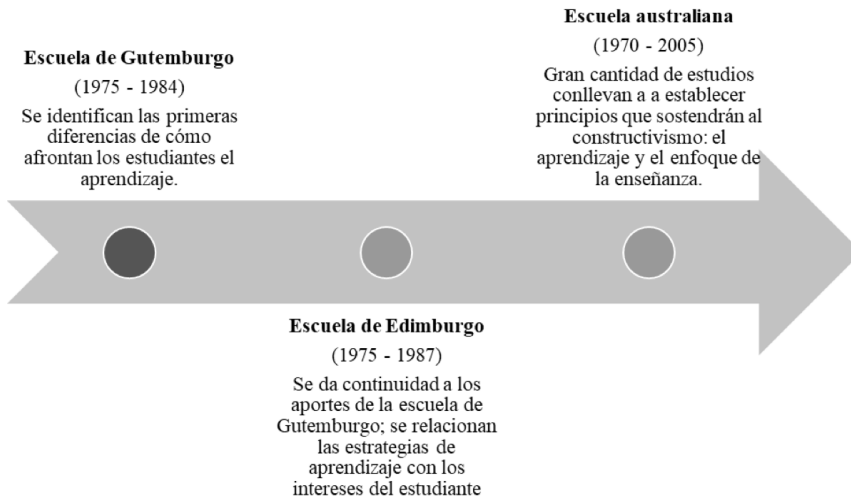 Escuela de Gutemburgo
(1975 - 1984)
Se identifican las primeras
diferencias de cómo
afrontan los estudiantes el
aprendizaje.
Escuela de Edimburgo
(1975 - 1987)
Se da continuidad a los
aportes de la escuela de
Gutemburgo; se relacionan
las estrategias de
aprendizaje con los
intereses del estudiante
Escuela australiana
(1970 - 2005)
Gran cantidad de estudios
conllevan a a establecer
principios que sostendrán al
constructivismo: el
aprendizaje y el enfoque de
la enseñanza.